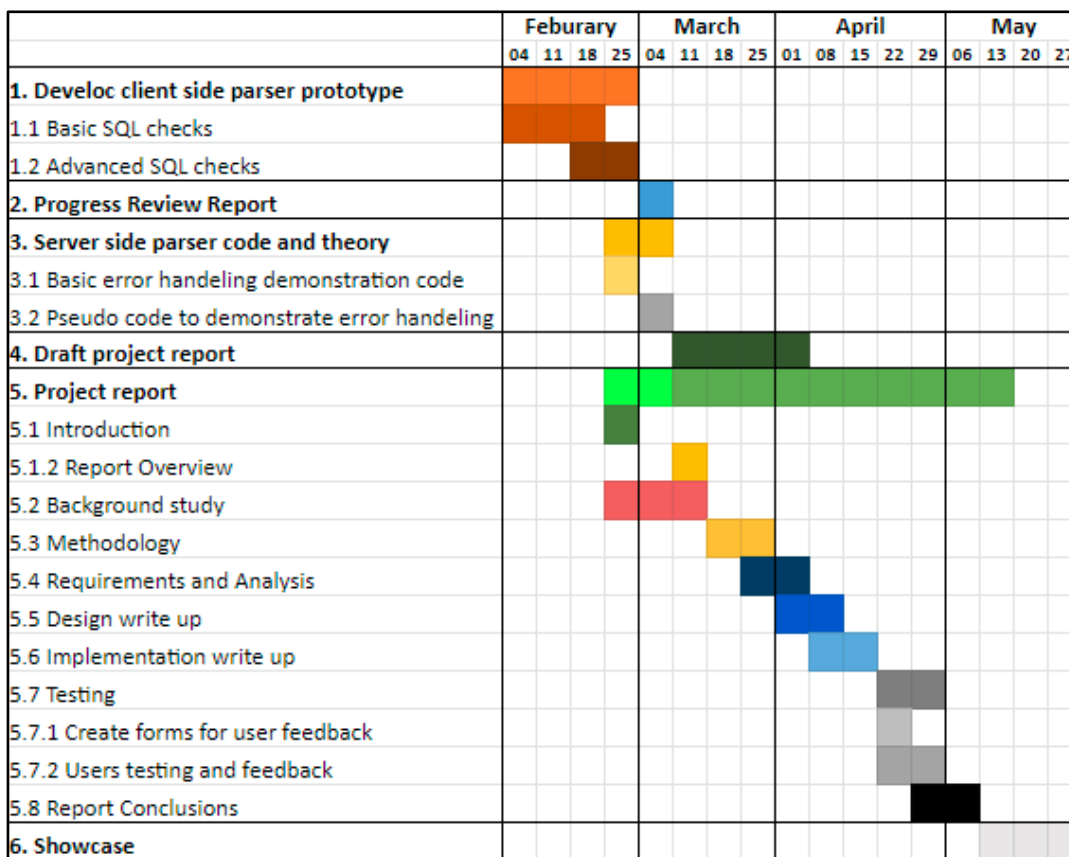 Feburary March April May
04 11 18 25 04 11 18 25 01 08 15 22 29 06 13 20 27
1. Develoc client side parser prototype
1.1 Basic SQL checks
1.2 Advanced SQL checks
2. Progress Review Report
3. Server side parser code and theory
3.1 Basic error handeling demonstration code
3.2 Pseudo code to demonstrate error handeling
4. Draft project report
5. Project report
5.1 Introduction
5.1.2 Report Overview
5.2 Background study
5.3 Methodology
5.4 Requirements and Analysis
5.5 Design write up
5.6 Implementation write up
5.7 Testing
5.7.1 Create forms for user feedback
5.7.2 Users testing and feedback
5.8 Report Conclusions
6. Showcase